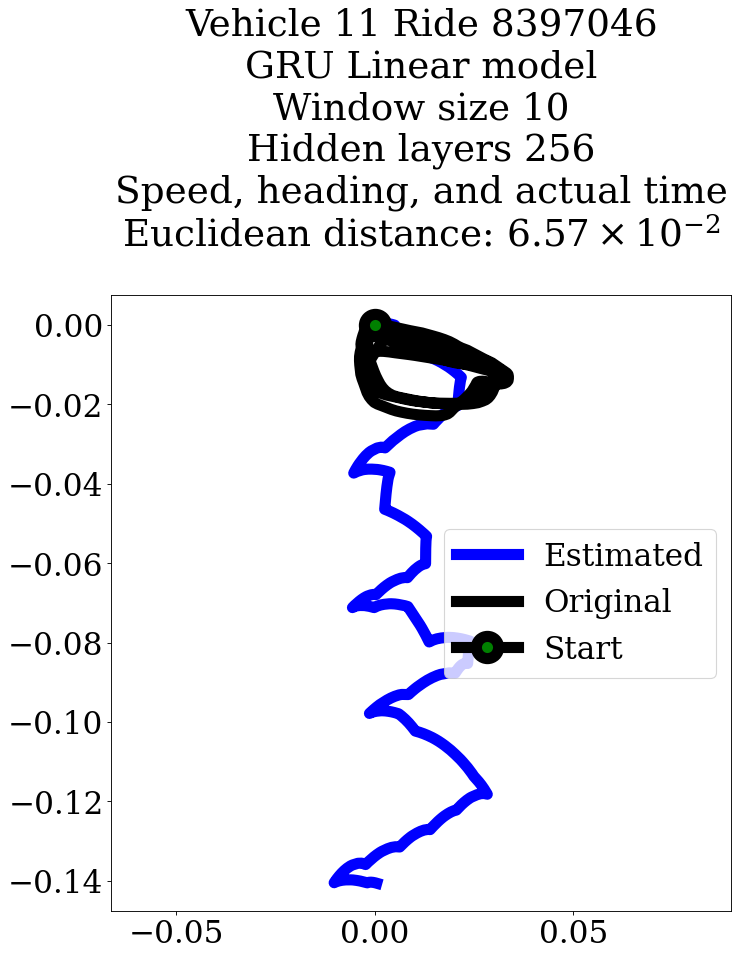 Vehicle 11 Ride 8397046
GRU Linear model
Window size 10
Hidden layers 256
Speed, heading, and actual time
Euclidean distance: 6.57 × 10⁻²
0.00
−0.02
−0.04
−0.06
−0.08
−0.10
−0.12
−0.14
Estimated
Original
Start
−0.05 0.00 0.05